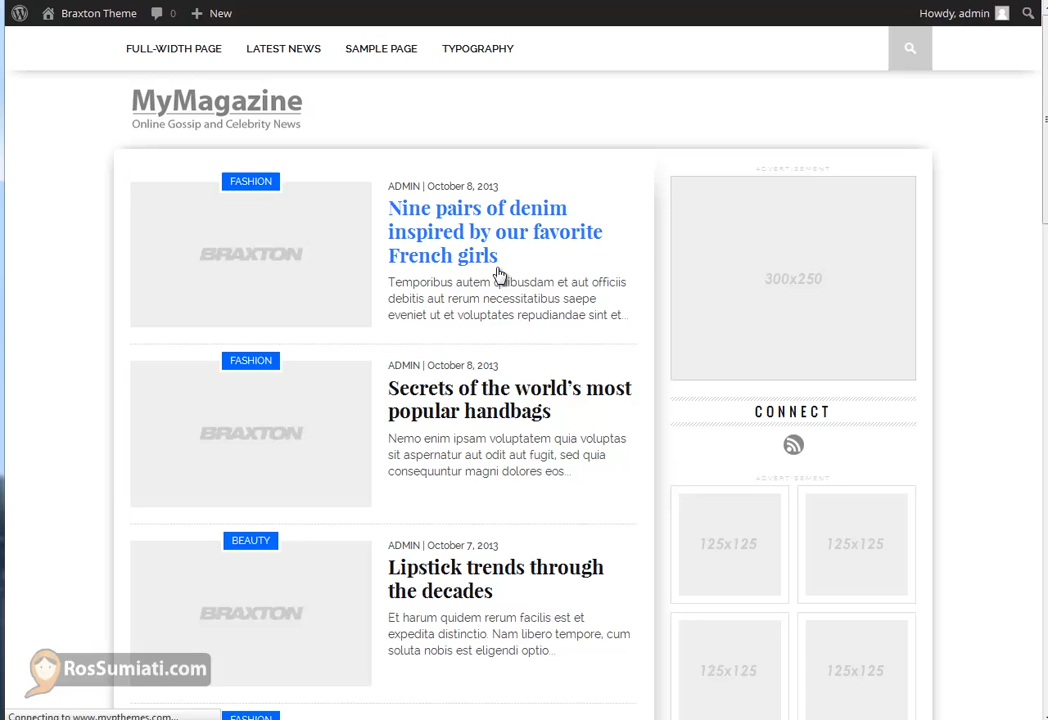 Braxton Theme 0 New Howdy, admin
FULL-WIDTH PAGE LATEST NEWS SAMPLE PAGE TYPOGRAPHY
MyMagazine
Online Gossip and Celebrity News
FASHION
BRAXTON
ADMIN | October 8, 2013
Nine pairs of denim
inspired by our favorite
French girls
Temporibus autem quibusdam et aut officiis
debitis aut rerum necessitatibus saepe
eveniet ut et voluptates repudiandae sint et...
FASHION
BRAXTON
ADMIN | October 8, 2013
Secrets of the world's most
popular handbags
Nemo enim ipsam voluptatem quia voluptas
sit aspernatur aut odit aut fugit, sed quia
consequuntur magni dolores eos...
BEAUTY
BRAXTON
ADMIN | October 7, 2013
Lipstick trends through
the decades
Et harum quidem rerum facilis est et
expedita distinctio. Nam libero tempore, cum
soluta nobis est eligendi optio...
FASHION
ADVERTISEMENT
300x250
CONNECT
ADVERTISEMENT
125x125 125x125
125x125 125x125
RosSumiati.com
Connecting to www.mypthemes.com...